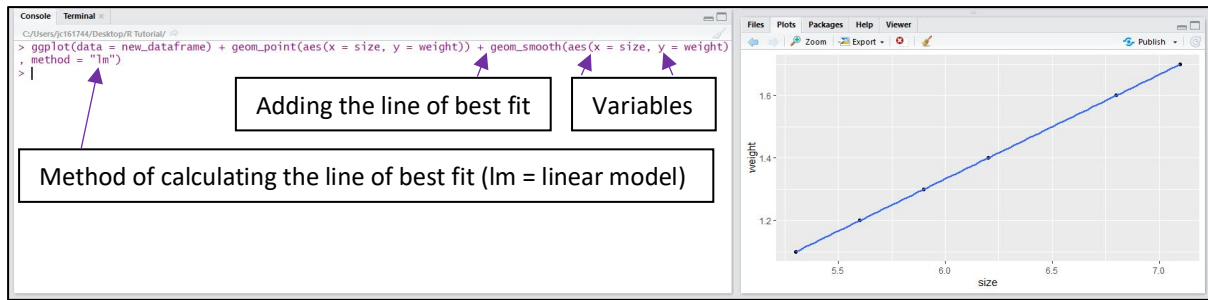 Console Terminal ×
C:/Users/jc161744/Desktop/R Tutorial/
> ggplot(data = new_dataframe) + geom_point(aes(x = size, y = weight)) + geom_smooth(aes(x = size, y = weight)
, method = "lm")
>
Adding the line of best fit
Variables
Method of calculating the line of best fit (lm = linear model)
Files Plots Packages Help Viewer
Zoom Export Publish
1.6
1.4
1.2
weight
5.5 6.0 6.5 7.0
size